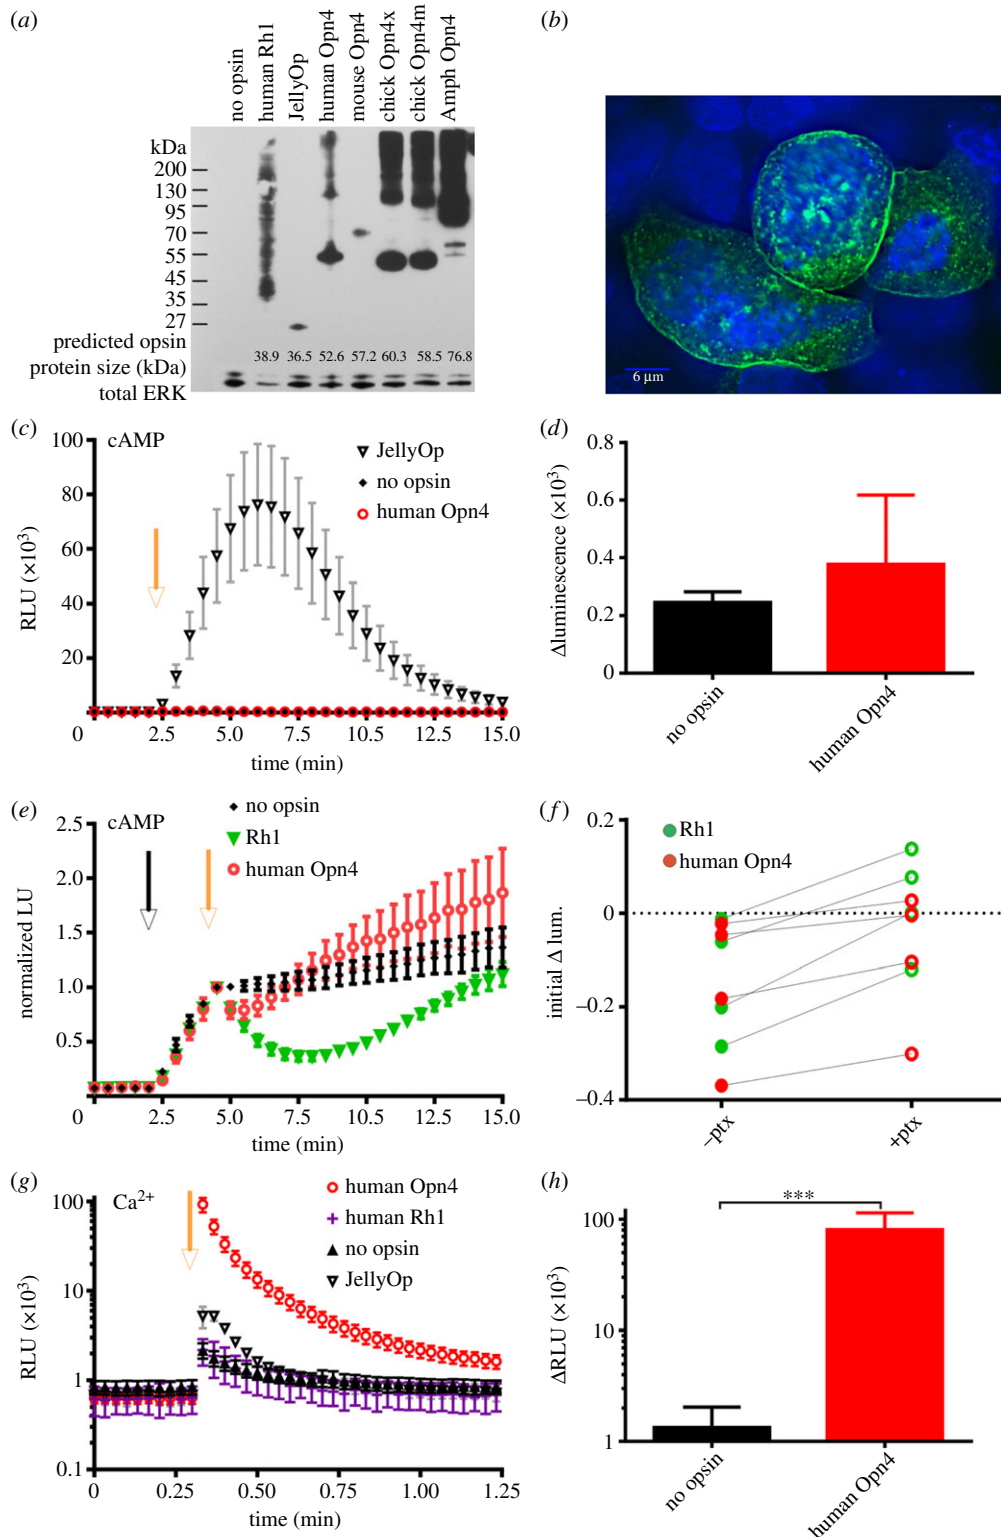 (a)
no opsin
human Rh1
JellyOp
human Opn4
mouse Opn4
chick Opn4x
chick Opn4m
Amph Opn4
kDa
200
130
95
70
55
45
35
27
predicted opsin
protein size (kDa)
38.9 36.5 52.6 57.2 60.3 58.5 76.8
total ERK
(b)
6 µm
(c)
cAMP
JellyOp
no opsin
human Opn4
RLU (×10³)
100
80
60
40
20
0 2.5 5.0 7.5 10.5 12.5 15.0
time (min)
(d)
Δluminescence (×10³)
0.8
0.6
0.4
0.2
0
no opsin
human Opn4
(e)
cAMP
no opsin
Rh1
human Opn4
normalized LU
2.5
2.0
1.5
1.0
0.5
0 2.5 5.0 7.5 10.5 12.5 15.0
time (min)
(f)
Rh1
human Opn4
initial Δ lum.
0.2
0
−0.2
−0.4
−ptx
+ptx
(g)
Ca²⁺
human Opn4
human Rh1
no opsin
JellyOp
RLU (×10³)
100
10
1
0.1
0 0.25 0.50 0.75 1.00 1.25
time (min)
(h)
***
ΔRLU (×10³)
100
10
1
no opsin
human Opn4